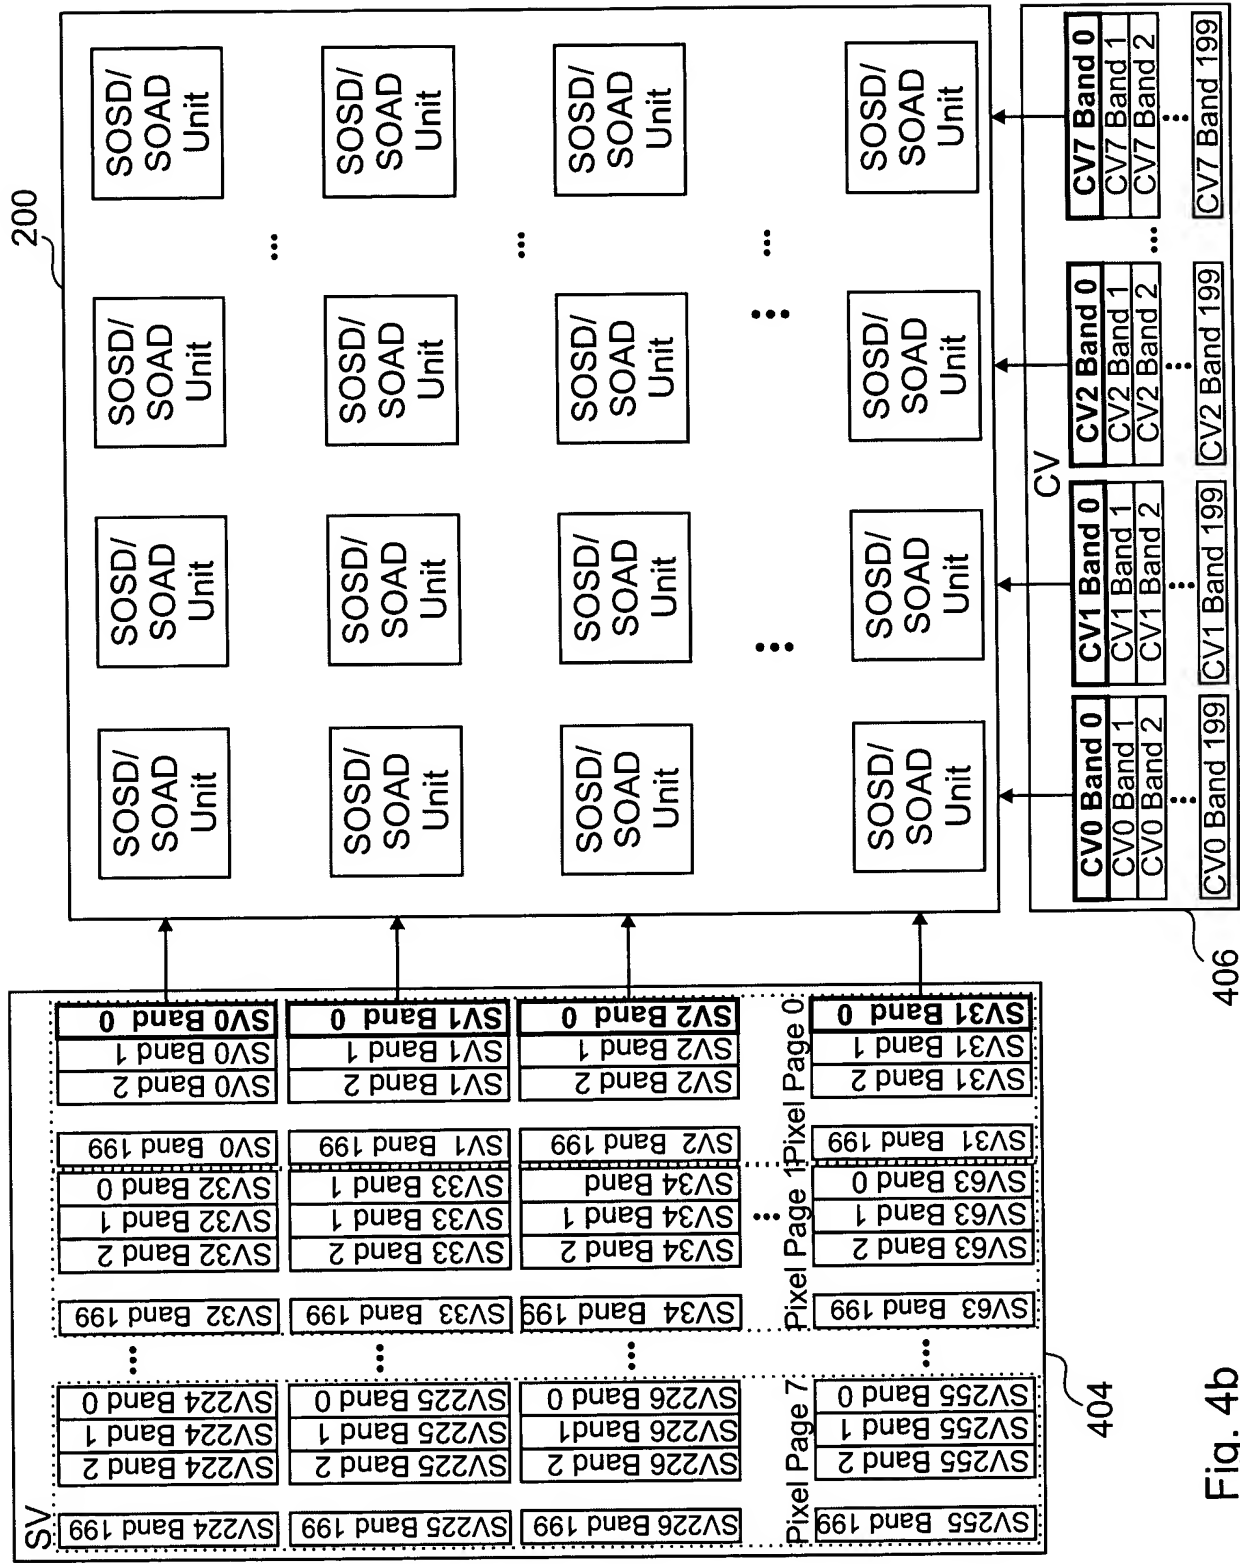 200
SV
SV224 Band 199
SV224 Band 2
SV224 Band 1
SV224 Band 0
...
SV32 Band 199
SV32 Band 2
SV32 Band 1
SV32 Band 0
SV0 Band 199
SV0 Band 2
SV0 Band 1
SV0 Band 0
SV225 Band 199
SV225 Band 2
SV225 Band 1
SV225 Band 0
...
SV33 Band 199
SV33 Band 2
SV33 Band 1
SV33 Band 1
SV1 Band 199
SV1 Band 2
SV1 Band 1
SV1 Band 0
SV226 Band 199
SV226 Band 2
SV226 Band1
SV226 Band 0
...
SV34 Band 199
SV34 Band 2
SV34 Band 1
SV34 Band
SV2 Band 199
SV2 Band 2
SV2 Band 1
SV2 Band 0
...
Pixel Page 7
Pixel Page 1
Pixel Page 0
SV255 Band 199
SV255 Band 2
SV255 Band 1
SV255 Band 0
...
SV63 Band 199
SV63 Band 2
SV63 Band 1
SV63 Band 0
SV31 Band 199
SV31 Band 2
SV31 Band 1
SV31 Band 0
404
SOSD/
SOAD
Unit
SOSD/
SOAD
Unit
SOSD/
SOAD
Unit
...
SOSD/
SOAD
Unit
SOSD/
SOAD
Unit
SOSD/
SOAD
Unit
SOSD/
SOAD
Unit
...
SOSD/
SOAD
Unit
SOSD/
SOAD
Unit
SOSD/
SOAD
Unit
SOSD/
SOAD
Unit
...
SOSD/
SOAD
Unit
...
...
SOSD/
SOAD
Unit
SOSD/
SOAD
Unit
SOSD/
SOAD
Unit
SOSD/
SOAD
Unit
CV
CV0 Band 0
CV0 Band 1
CV0 Band 2
...
CV0 Band 199
CV1 Band 0
CV1 Band 1
CV1 Band 2
...
CV1 Band 199
CV2 Band 0
CV2 Band 1
CV2 Band 2
...
CV2 Band 199
...
CV7 Band 0
CV7 Band 1
CV7 Band 2
...
CV7 Band 199
406
Fig. 4b